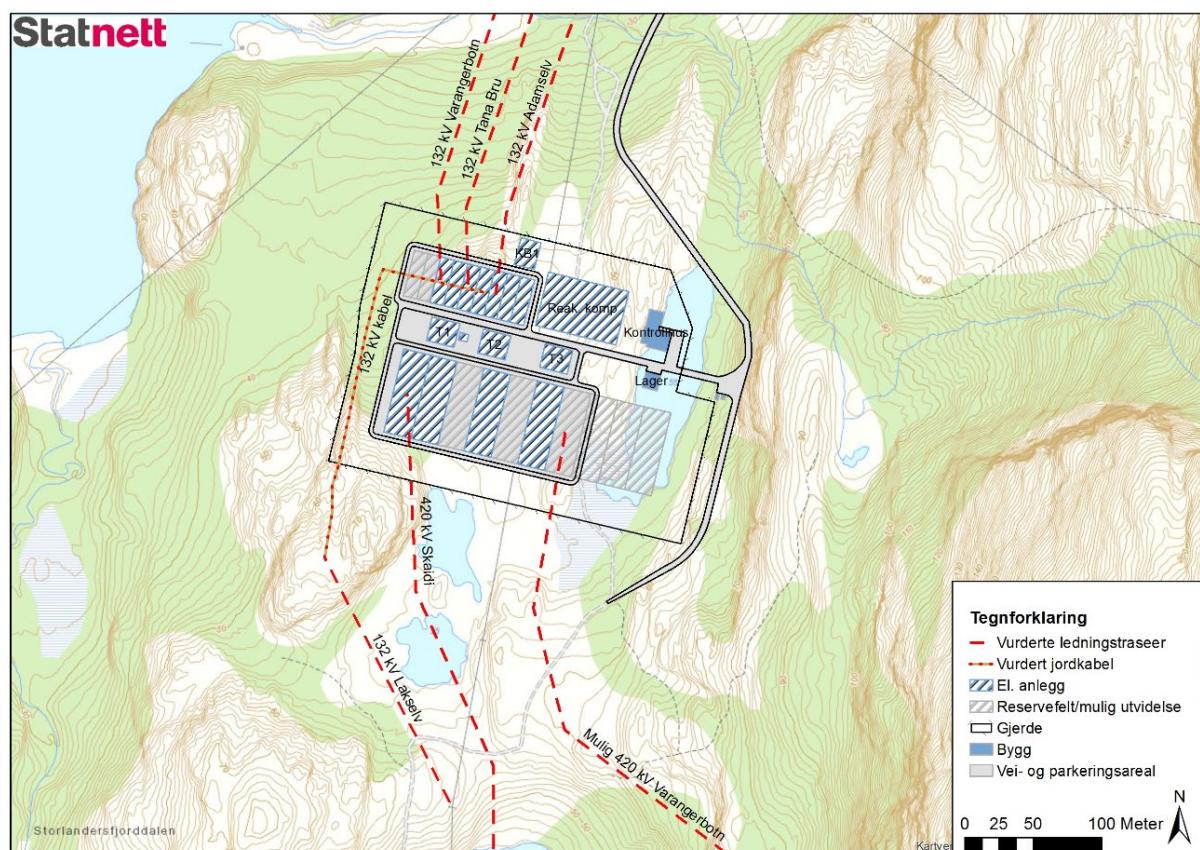 Statnett
132 kV Varangerbotn
132 kV Tana Bru
132 kV Adamselv
KB1
Reak. komp
Kontrollhus
T1
T2
T3
Lager
132 kV kabel
420 kV Skaidi
132 kV Lakselv
Mulig 420 kV Varangerbotn
Storlandersfjorddalen
Tegnforklaring
Vurderte ledningstraseer
Vurdert jordkabel
El. anlegg
Reservefelt/mulig utvidelse
Gjerde
Bygg
Vei- og parkeringsareal
N
0 25 50 100 Meter
Kartver